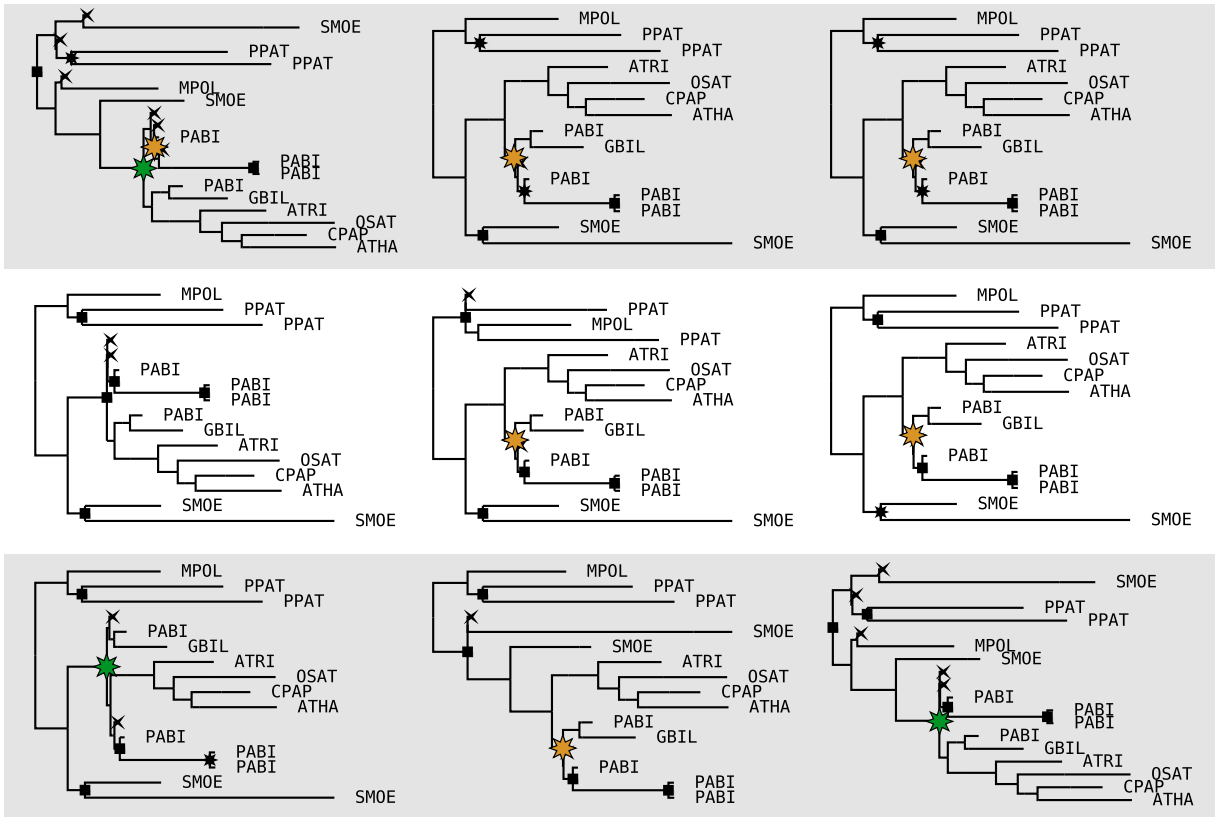 SMOE
PPAT
PPAT
MPOL
SMOE
PABI
PABI
PABI
PABI
GBIL
ATRI
OSAT
CPAP
ATHA
MPOL
PPAT
PPAT
ATRI
OSAT
CPAP
ATHA
PABI
GBIL
PABI
PABI
PABI
SMOE
SMOE
MPOL
PPAT
PPAT
ATRI
OSAT
CPAP
ATHA
PABI
GBIL
PABI
PABI
PABI
SMOE
SMOE
MPOL
PPAT
PPAT
PABI
PABI
PABI
PABI
GBIL
ATRI
OSAT
CPAP
ATHA
SMOE
SMOE
PPAT
MPOL
PPAT
ATRI
OSAT
CPAP
ATHA
PABI
GBIL
PABI
PABI
PABI
SMOE
SMOE
MPOL
PPAT
PPAT
ATRI
OSAT
CPAP
ATHA
PABI
GBIL
PABI
PABI
PABI
SMOE
SMOE
MPOL
PPAT
PPAT
PABI
GBIL
ATRI
OSAT
CPAP
ATHA
PABI
PABI
PABI
SMOE
SMOE
MPOL
PPAT
PPAT
SMOE
SMOE
ATRI
OSAT
CPAP
ATHA
PABI
GBIL
PABI
PABI
PABI
SMOE
PPAT
PPAT
MPOL
SMOE
PABI
PABI
PABI
PABI
GBIL
ATRI
OSAT
CPAP
ATHA